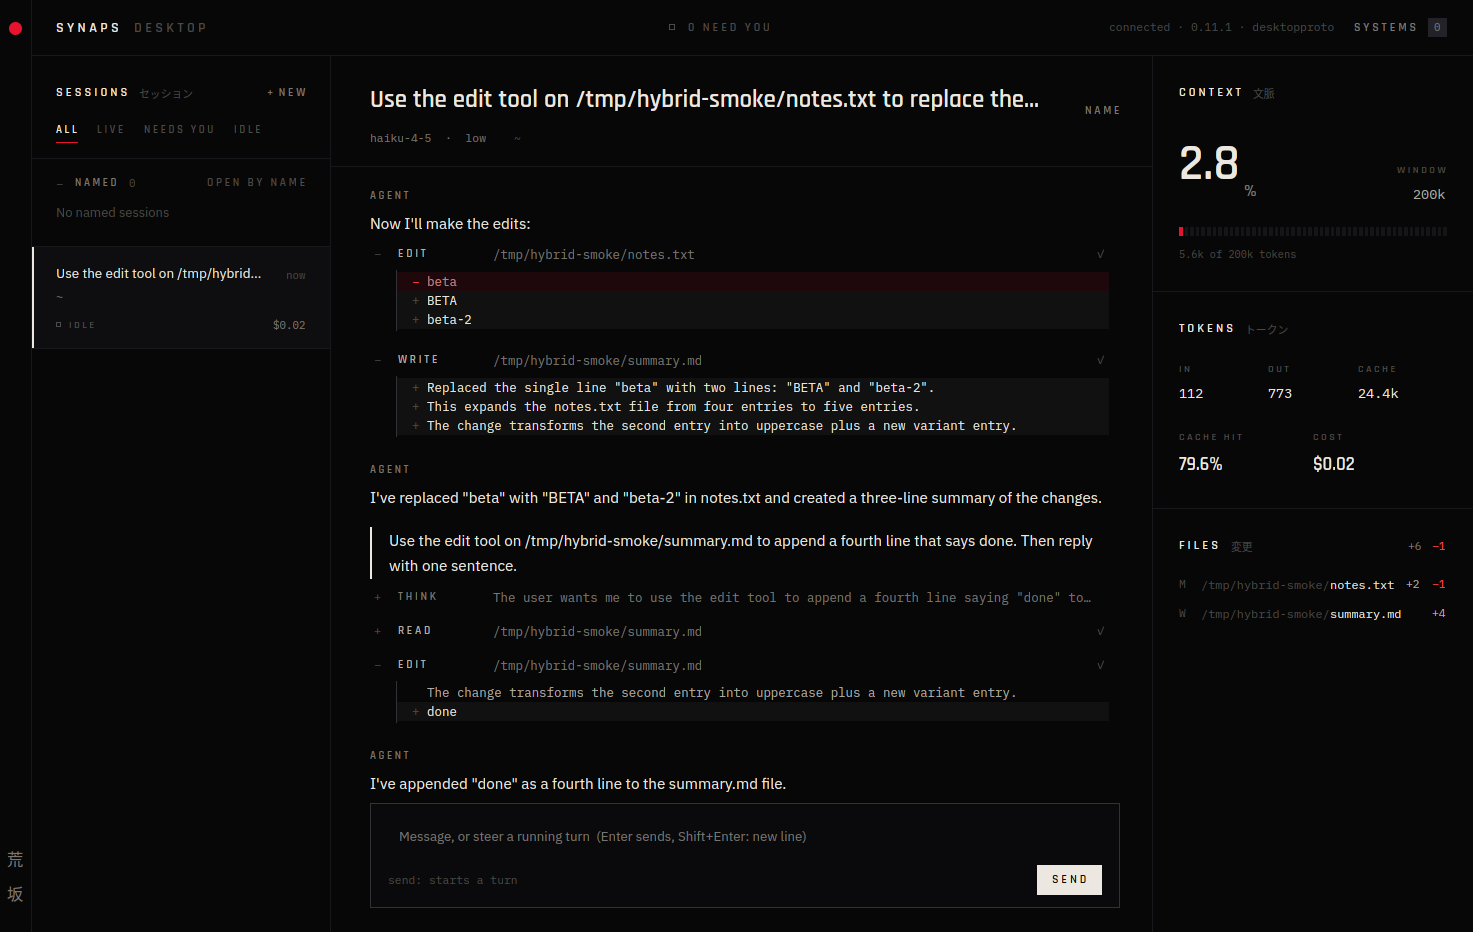 SYNAPS DESKTOP
0 NEED YOU
connected · 0.11.1 · desktopproto SYSTEMS 0
SESSIONS セッション + NEW
ALL LIVE NEEDS YOU IDLE
– NAMED 0 OPEN BY NAME
No named sessions
Use the edit tool on /tmp/hybrid... now
~
IDLE $0.02
荒
坂
Use the edit tool on /tmp/hybrid-smoke/notes.txt to replace the...
NAME
haiku-4-5 · low ~
AGENT
Now I'll make the edits:
– EDIT /tmp/hybrid-smoke/notes.txt √
– beta
+ BETA
+ beta-2
– WRITE /tmp/hybrid-smoke/summary.md √
+ Replaced the single line "beta" with two lines: "BETA" and "beta-2".
+ This expands the notes.txt file from four entries to five entries.
+ The change transforms the second entry into uppercase plus a new variant entry.
AGENT
I've replaced "beta" with "BETA" and "beta-2" in notes.txt and created a three-line summary of the changes.
Use the edit tool on /tmp/hybrid-smoke/summary.md to append a fourth line that says done. Then reply
with one sentence.
+ THINK The user wants me to use the edit tool to append a fourth line saying "done" to…
+ READ /tmp/hybrid-smoke/summary.md √
– EDIT /tmp/hybrid-smoke/summary.md √
The change transforms the second entry into uppercase plus a new variant entry.
+ done
AGENT
I've appended "done" as a fourth line to the summary.md file.
Message, or steer a running turn (Enter sends, Shift+Enter: new line)
send: starts a turn SEND
CONTEXT 文脈
2.8 %
WINDOW
200k
5.6k of 200k tokens
TOKENS トークン
IN OUT CACHE
112 773 24.4k
CACHE HIT COST
79.6% $0.02
FILES 変更 +6 –1
M /tmp/hybrid-smoke/notes.txt +2 –1
W /tmp/hybrid-smoke/summary.md +4